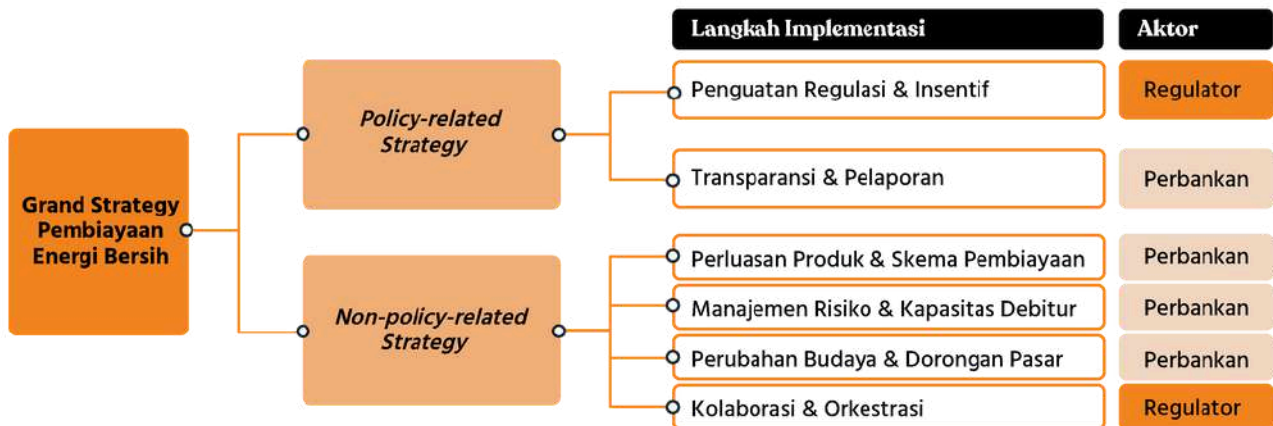 Langkah Implementasi
Aktor
Grand Strategy
Pembiayaan
Energi Bersih
Policy-related
Strategy
Penguatan Regulasi & Insentif
Regulator
Transparansi & Pelaporan
Perbankan
Non-policy-related
Strategy
Perluasan Produk & Skema Pembiayaan
Perbankan
Manajemen Risiko & Kapasitas Debitur
Perbankan
Perubahan Budaya & Dorongan Pasar
Perbankan
Kolaborasi & Orkestrasi
Regulator